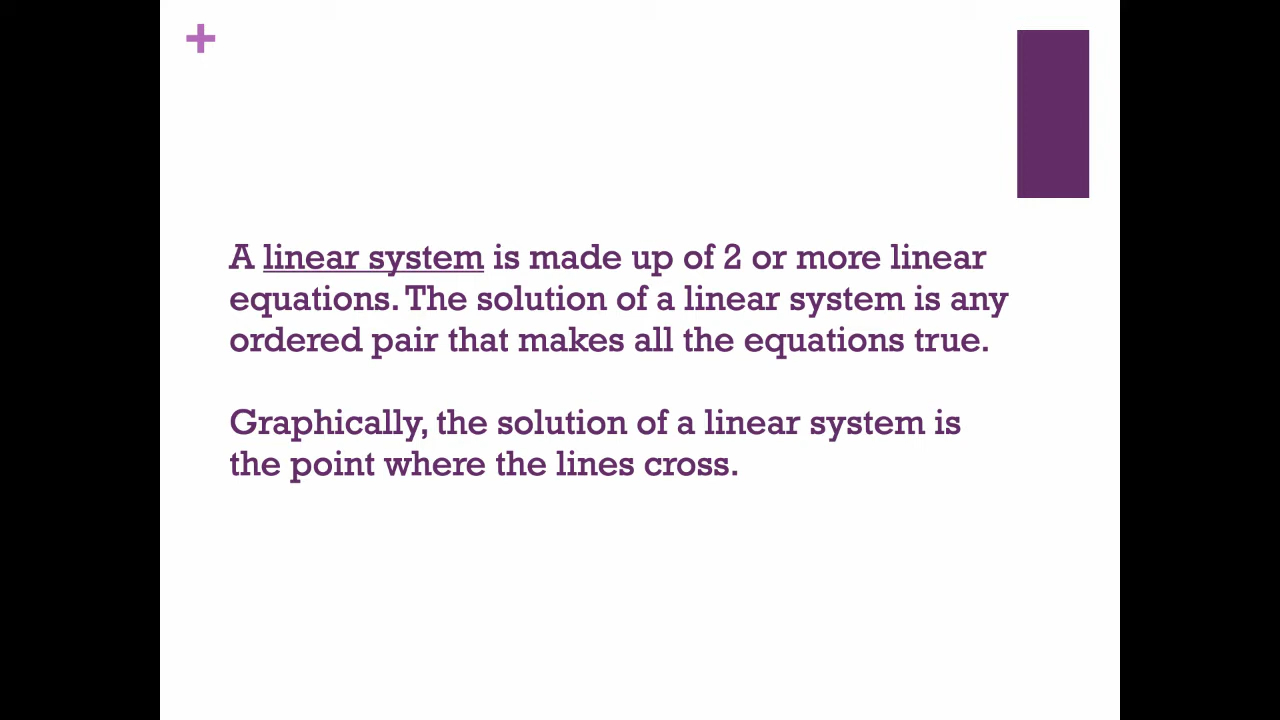 +
A linear system is made up of 2 or more linear
equations. The solution of a linear system is any
ordered pair that makes all the equations true.
Graphically, the solution of a linear system is
the point where the lines cross.